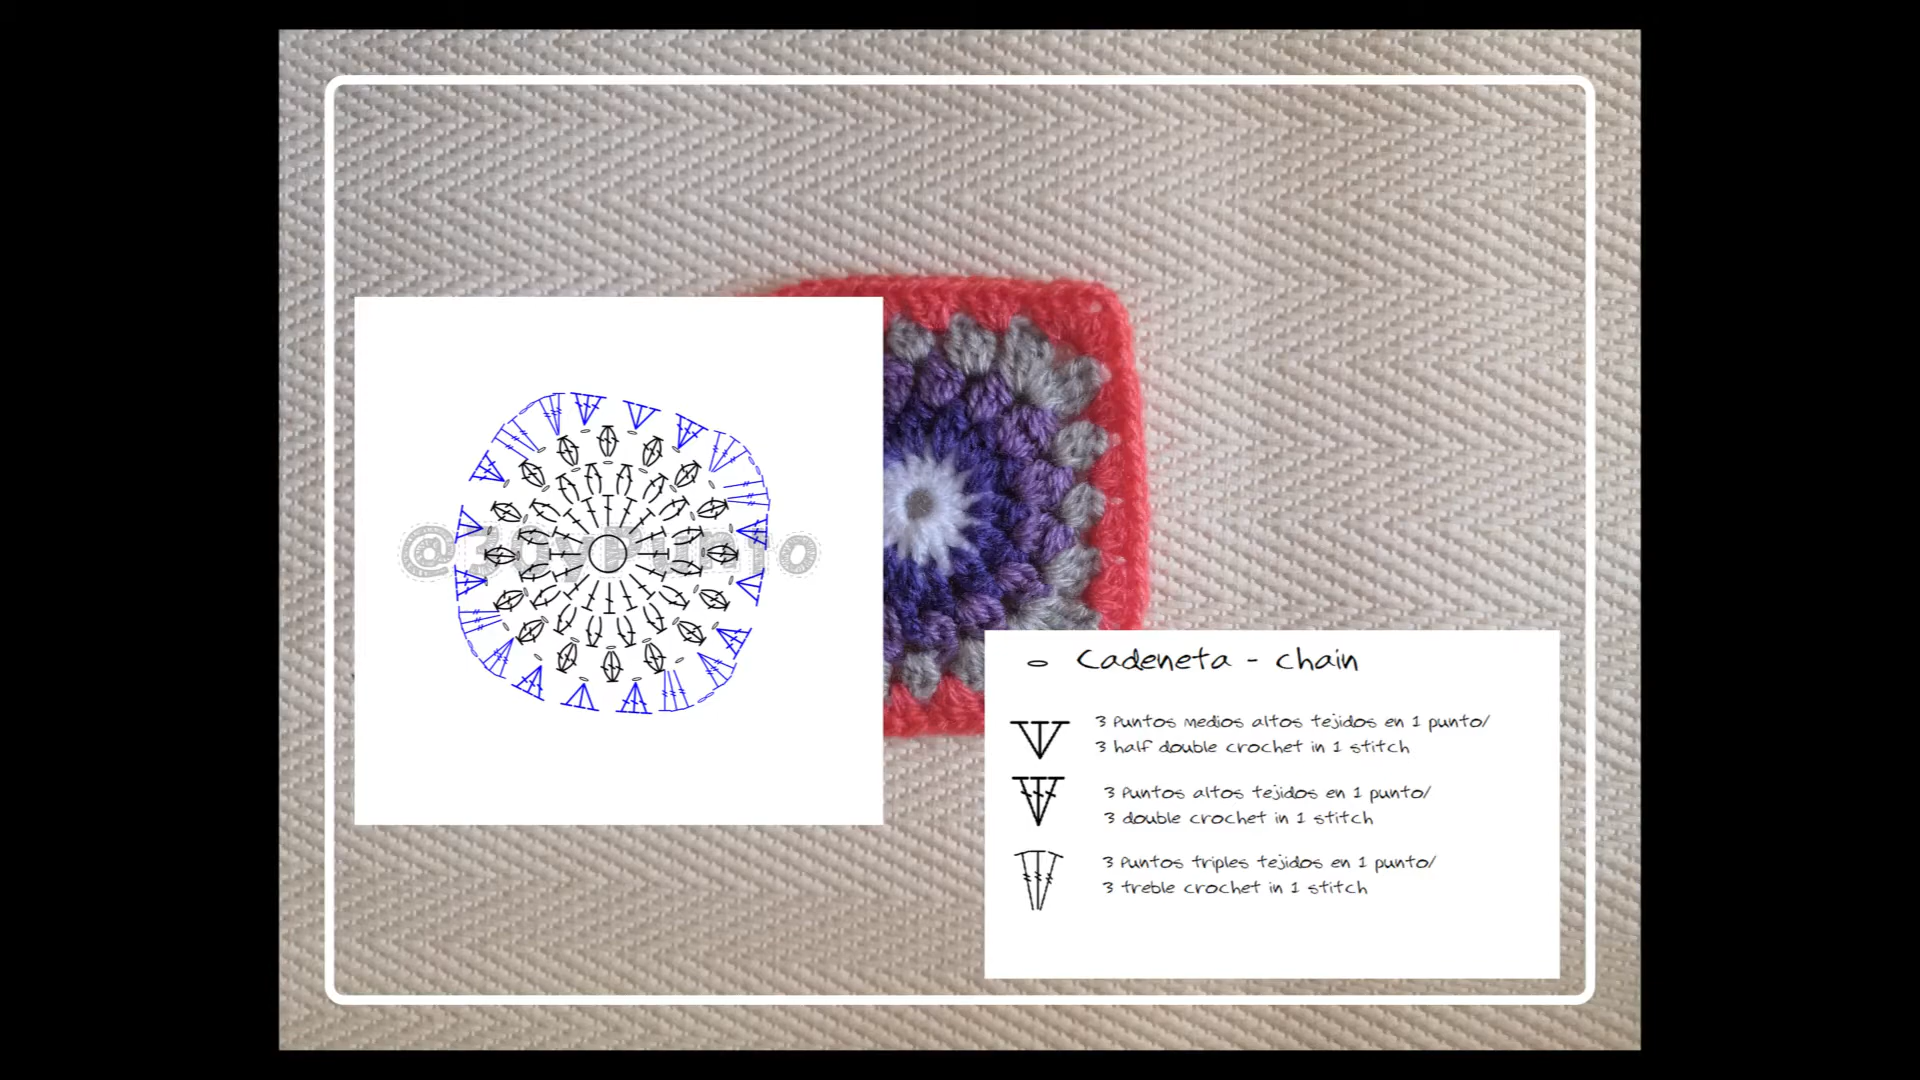 @30yPunto
Cadeneta - chain
3 Puntos medios altos tejidos en 1 punto/
3 half double crochet in 1 stitch
3 Puntos altos tejidos en 1 punto/
3 double crochet in 1 stitch
3 Puntos triples tejidos en 1 punto/
3 treble crochet in 1 stitch